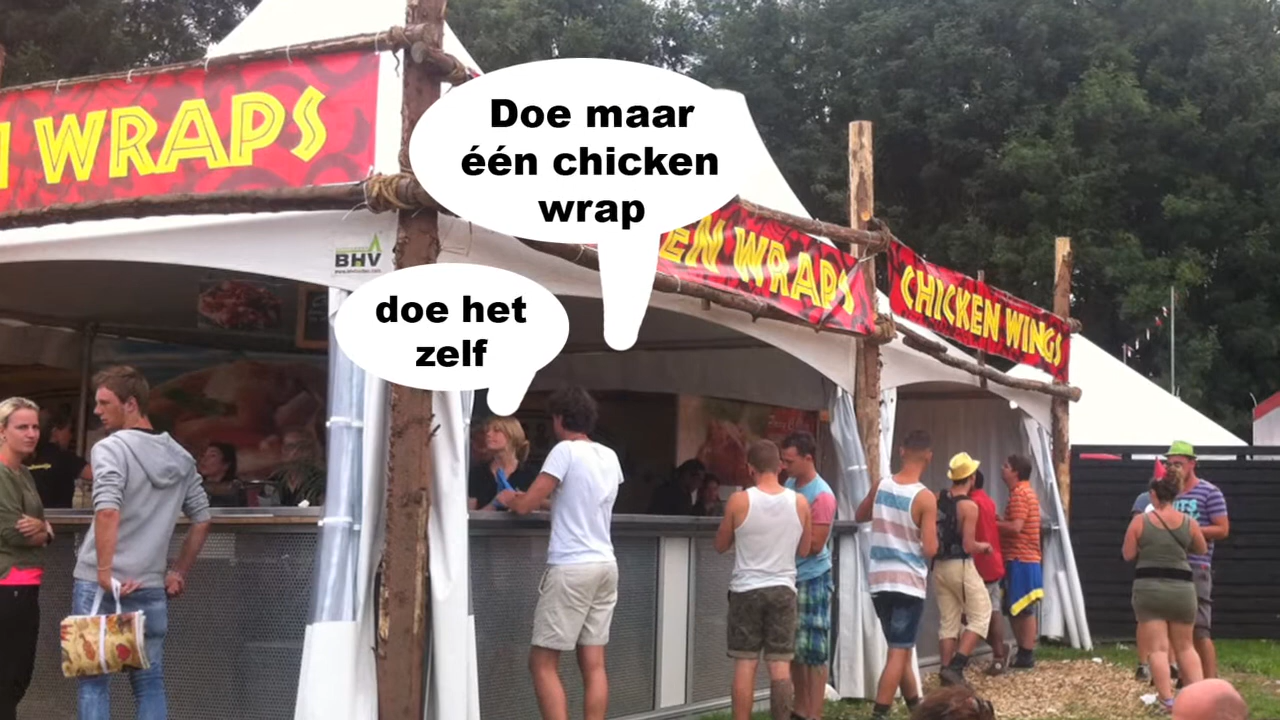 N WRAPS
Doe maar
één chicken
wrap
EN WRAPS
CHICKEN WINGS
BHV
doe het
zelf